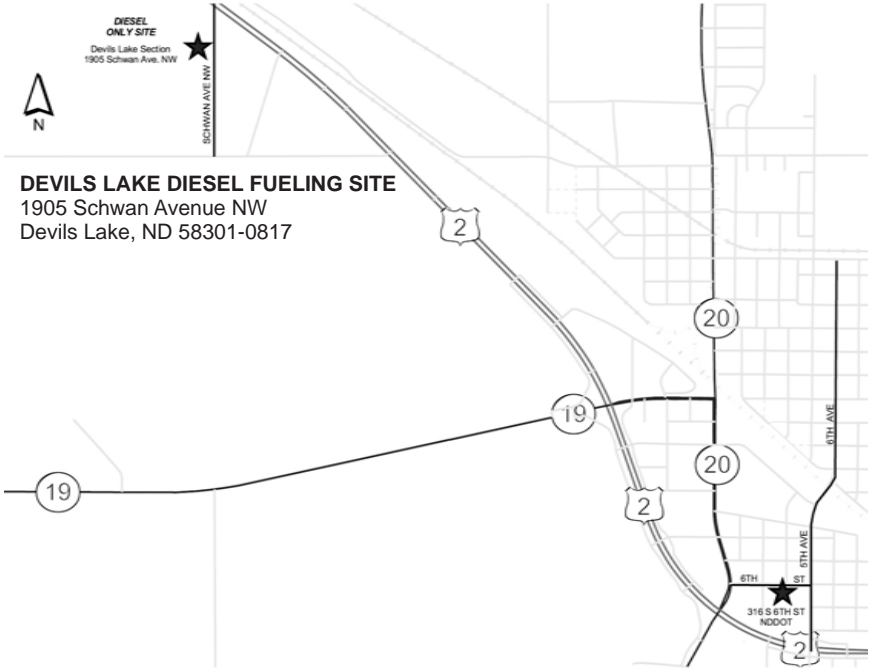 DIESEL
ONLY SITE
Devils Lake Section
1905 Schwan Ave. NW
N
SCHWAN AVE NW
DEVILS LAKE DIESEL FUELING SITE
1905 Schwan Avenue NW
Devils Lake, ND 58301-0817
2
20
19
6TH AVE
20
19
2
5TH AVE
6TH ST
316 S 6TH ST
NDDOT
2